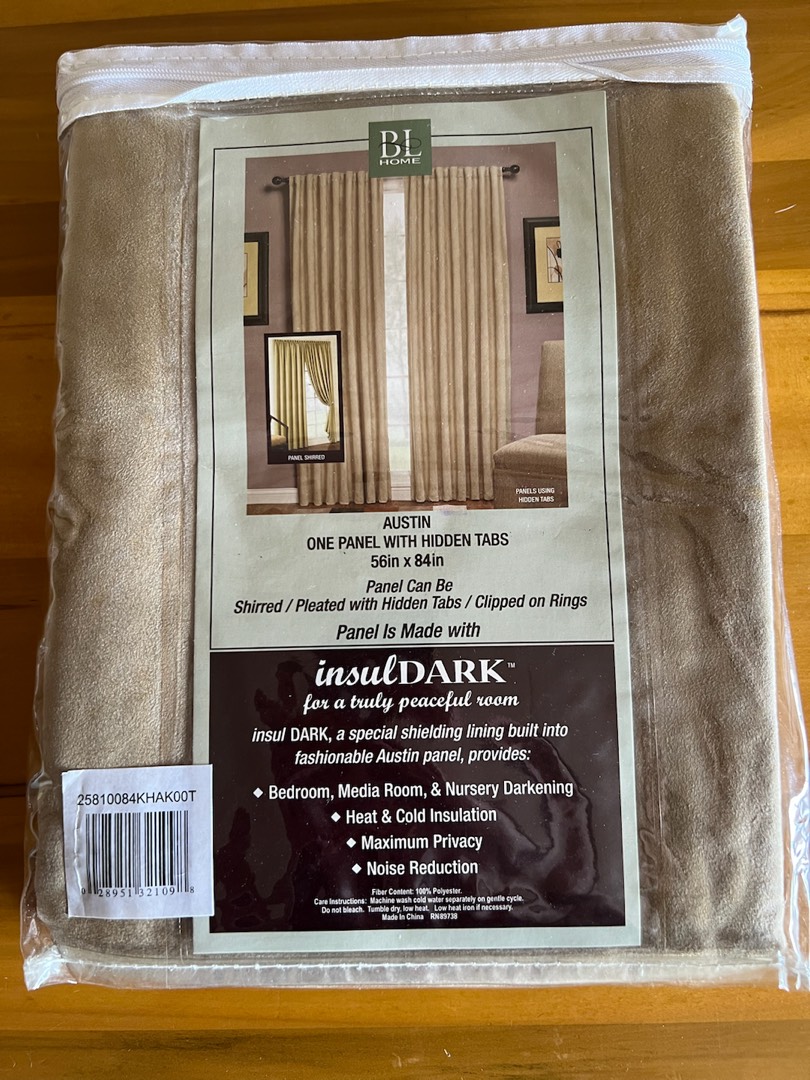 BL
HOME
PANEL SHIRRED
PANELS USING
HIDDEN TABS
AUSTIN
ONE PANEL WITH HIDDEN TABS
56in x 84in
Panel Can Be
Shirred / Pleated with Hidden Tabs / Clipped on Rings
Panel Is Made with
insulDARK™
for a truly peaceful room
insul DARK, a special shielding lining built into
fashionable Austin panel, provides:
◆ Bedroom, Media Room, & Nursery Darkening
◆ Heat & Cold Insulation
◆ Maximum Privacy
◆ Noise Reduction
Fiber Content: 100% Polyester.
Care Instructions: Machine wash cold water separately on gentle cycle.
Do not bleach. Tumble dry, low heat. Low heat iron if necessary.
Made In China RN89738
25810084KHAK00T
0 28951 32109 8